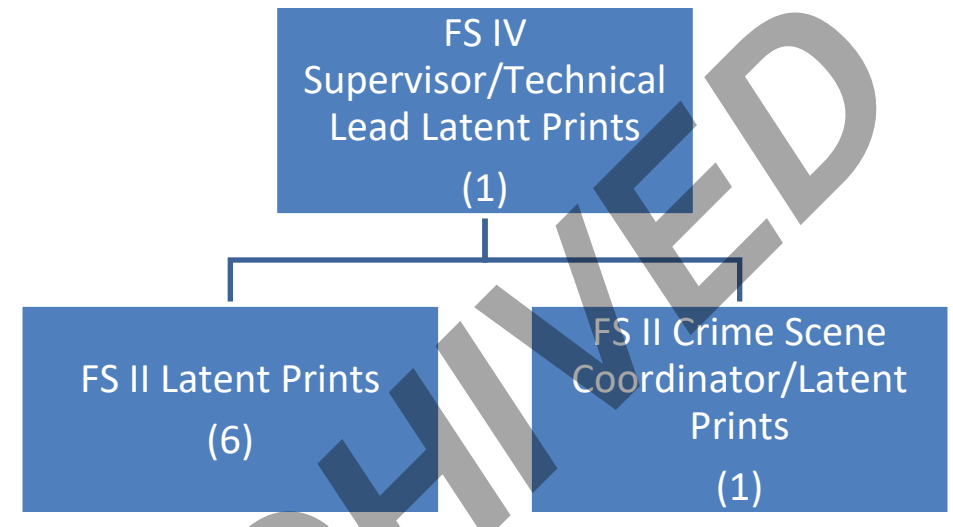 FS IV
Supervisor/Technical
Lead Latent Prints
(1)
FS II Latent Prints
(6)
FS II Crime Scene
Coordinator/Latent
Prints
(1)
HIVED